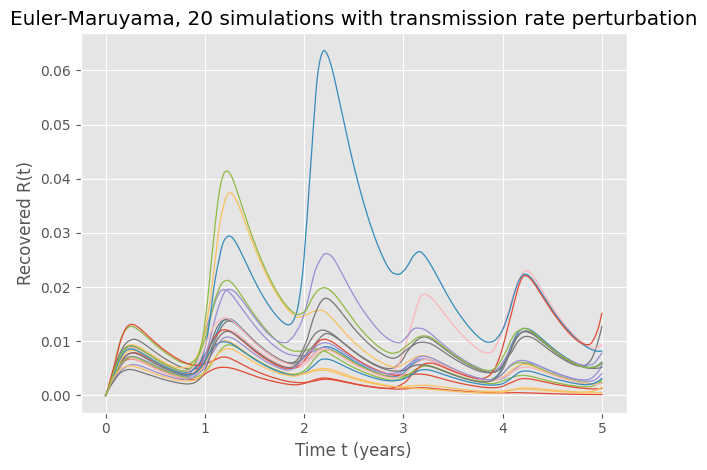 Euler-Maruyama, 20 simulations with transmission rate perturbation
0.06
0.05
0.04
0.03
0.02
0.01
0.00
Recovered R(t)
0 1 2 3 4 5
Time t (years)